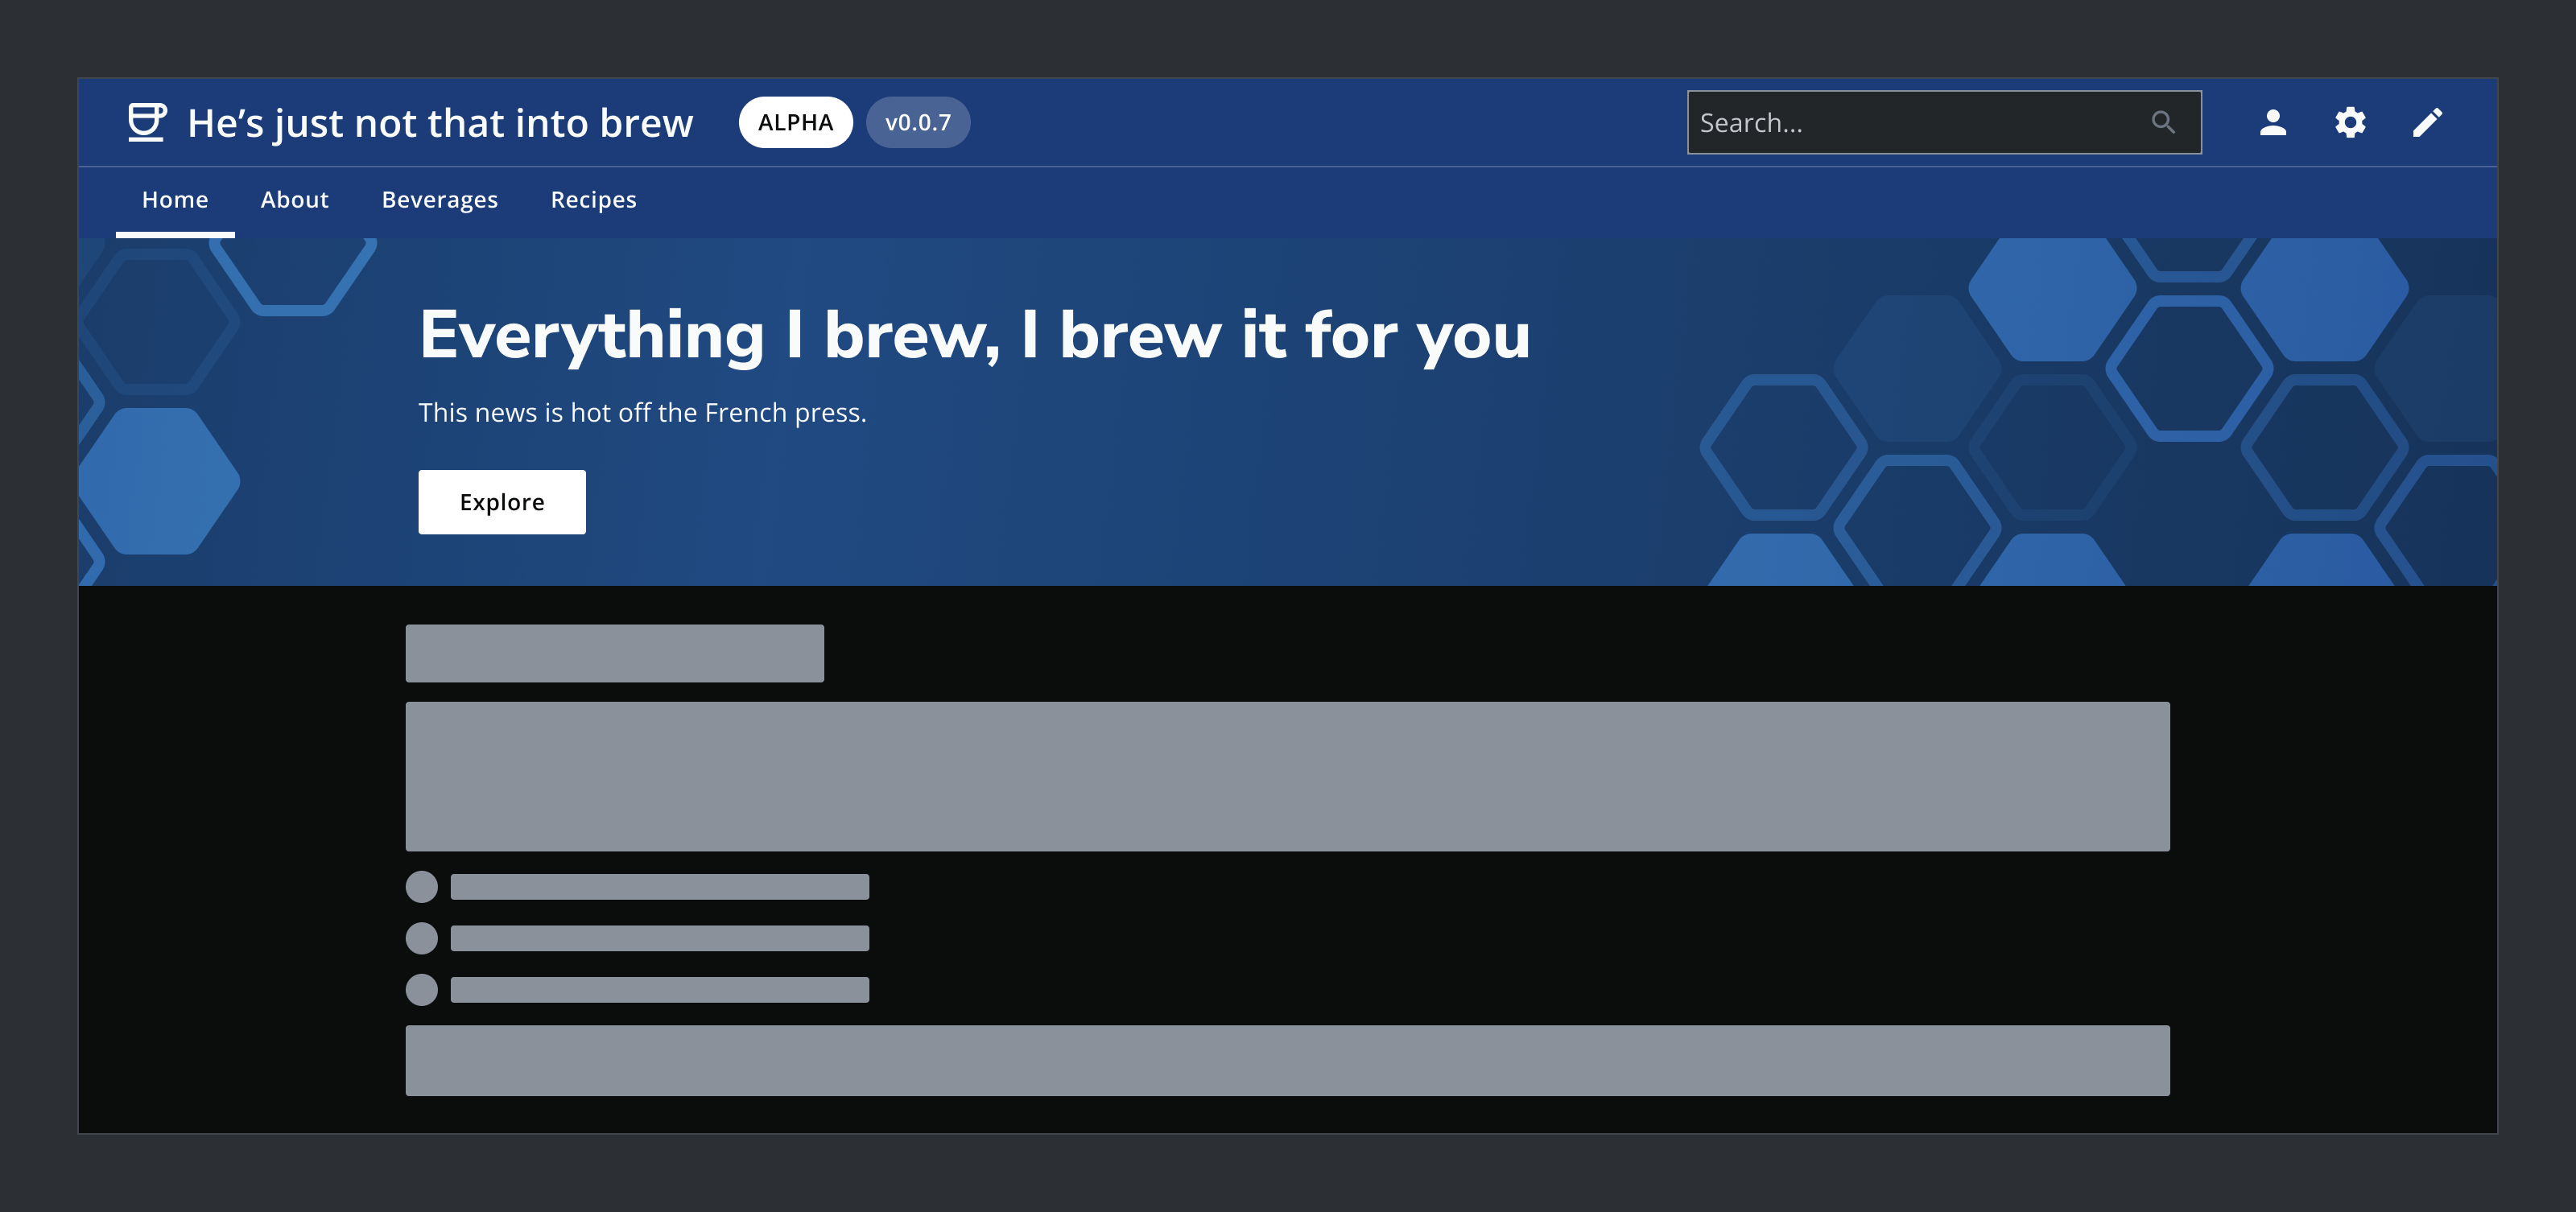 He’s just not that into brew
ALPHA
v0.0.7
Search...
Home
About
Beverages
Recipes
Everything I brew, I brew it for you
This news is hot off the French press.
Explore